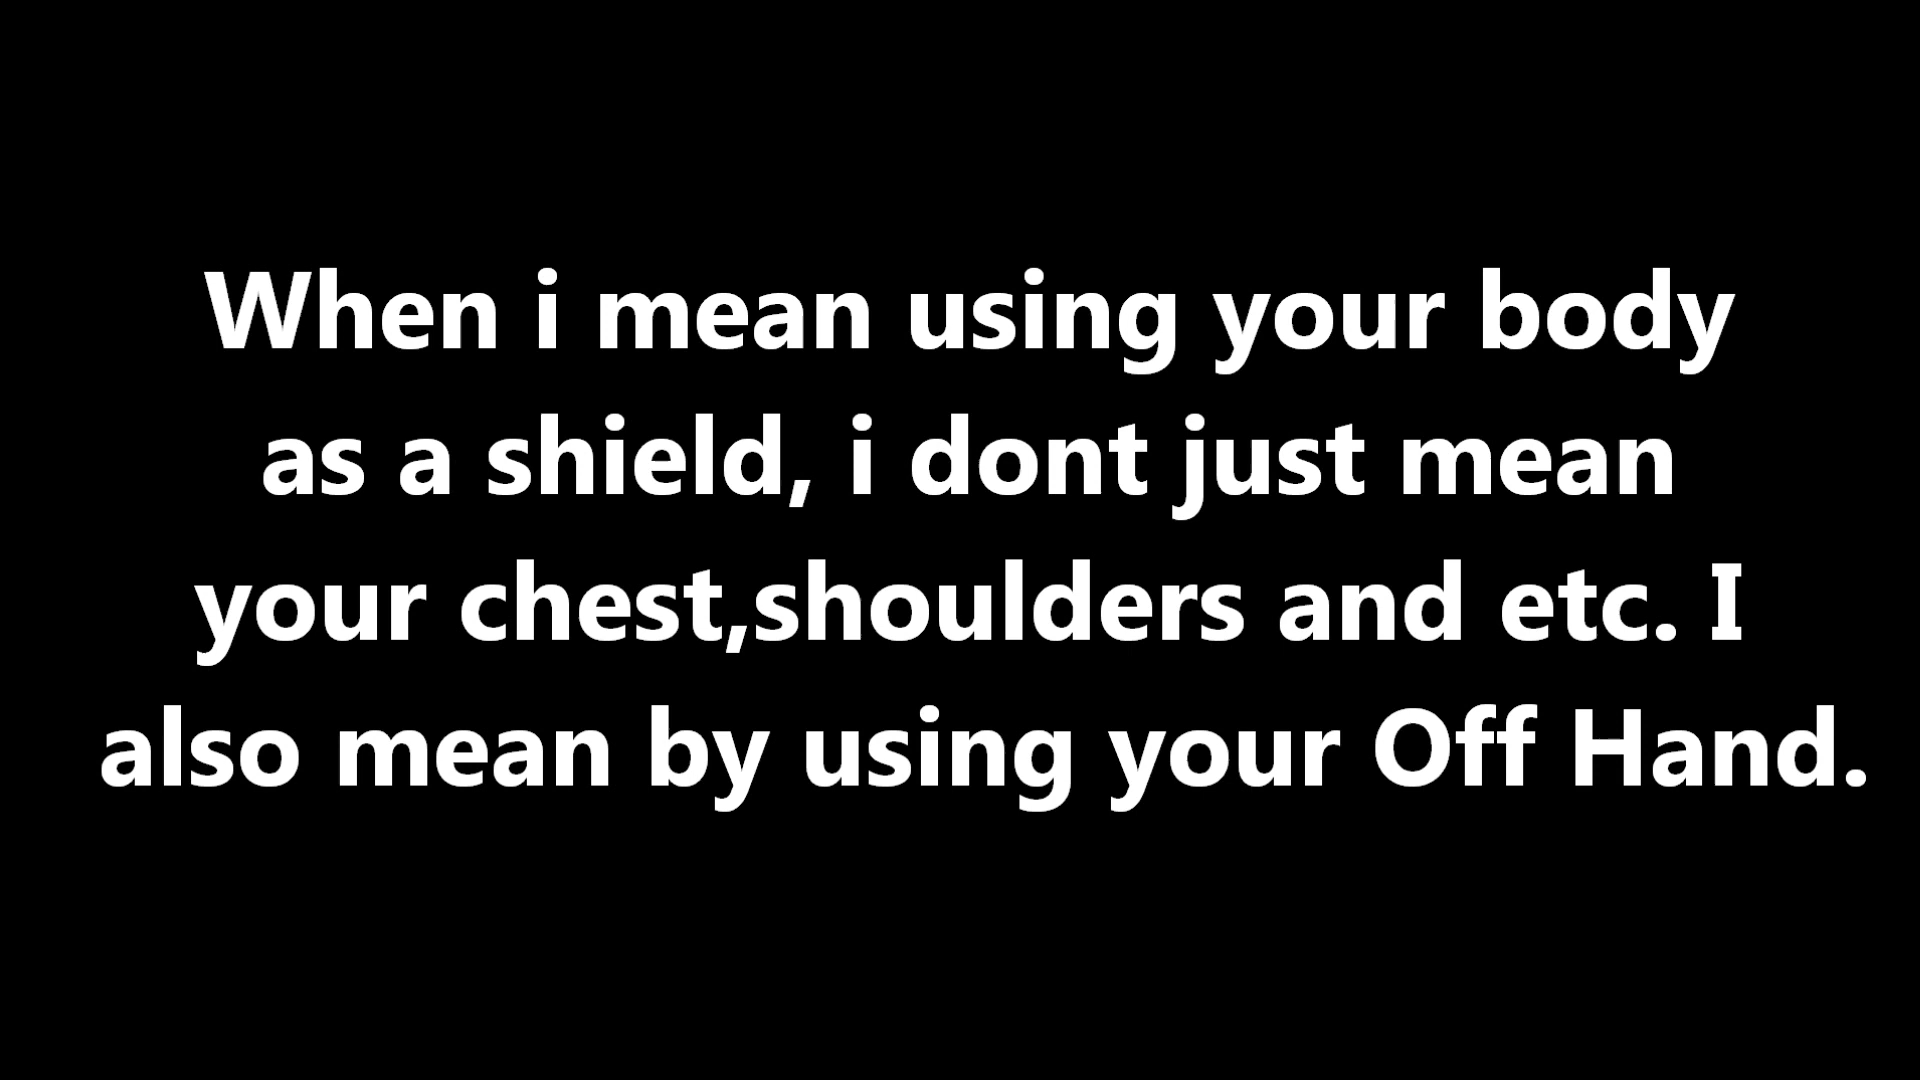 When i mean using your body
as a shield, i dont just mean
your chest,shoulders and etc. I
also mean by using your Off Hand.